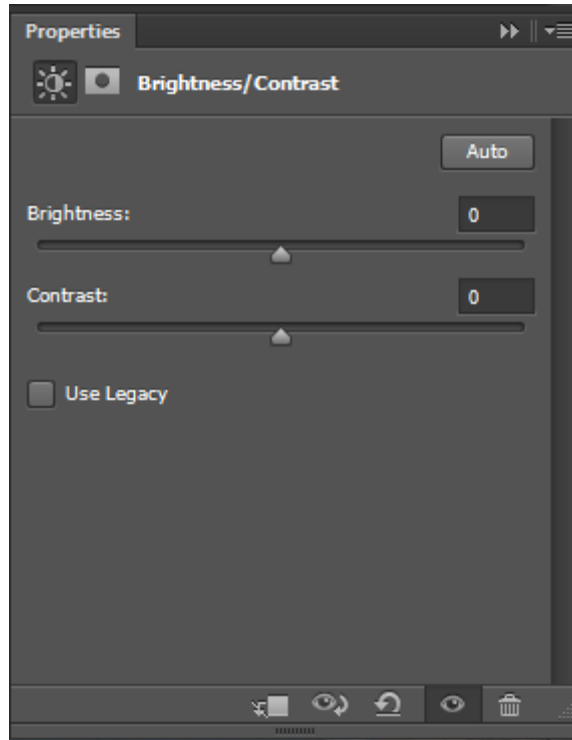 Properties
Brightness/Contrast
Auto
Brightness: 0
Contrast: 0
Use Legacy